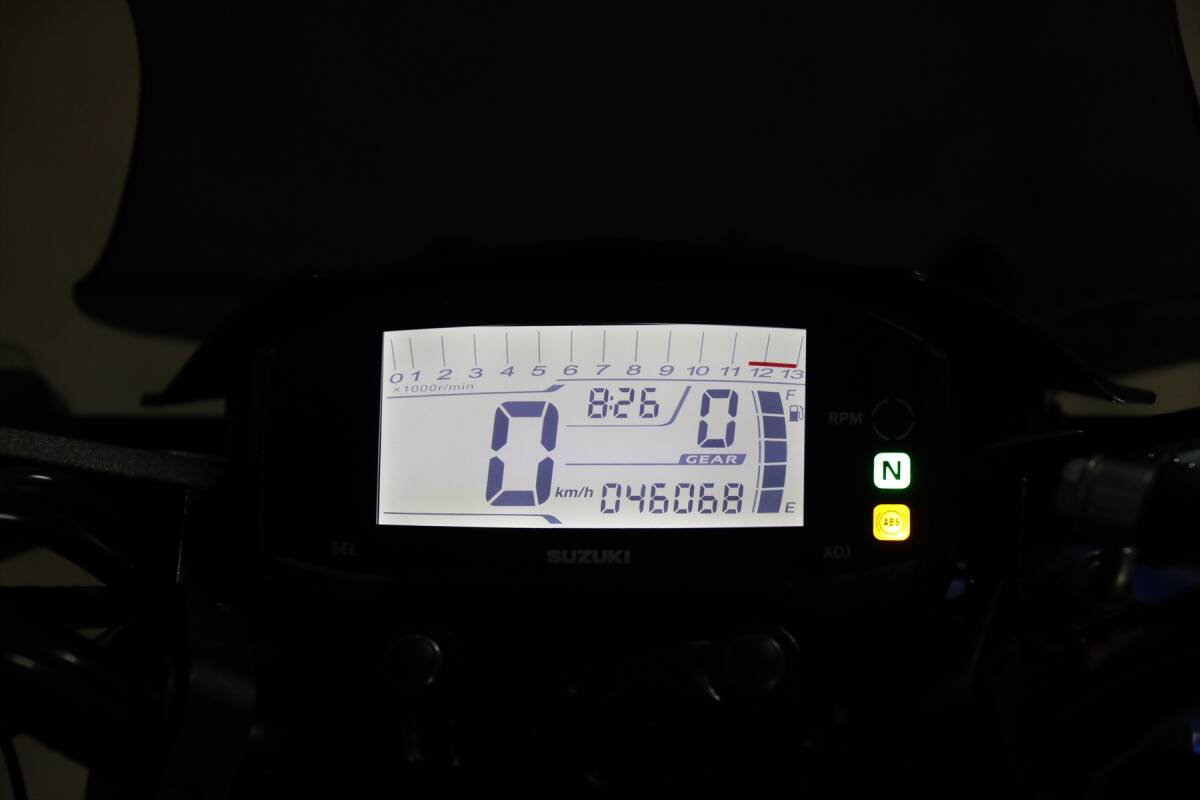 0 1 2 3 4 5 6 7 8 9 10 11 12 13
×1000r/min
8:26
0
F
RPM
0
GEAR
N
km/h
046068
E
ABS
SEL
SUZUKI
ADJ